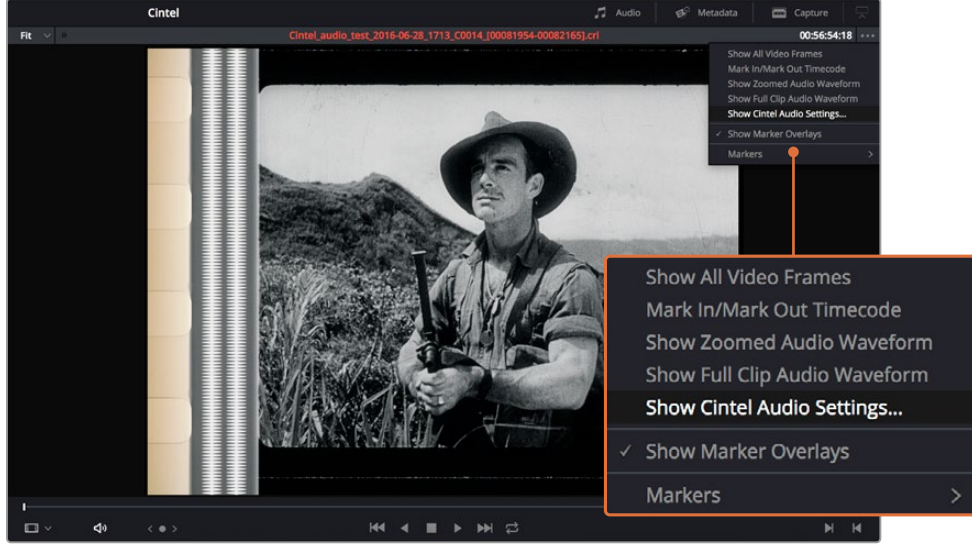 Cintel
Audio
Metadata
Capture
Fit
Cintel_audio_test_2016-06-28_1713_C0014_[00081954-00082165].cri
00:56:54:18
Show All Video Frames
Mark In/Mark Out Timecode
Show Zoomed Audio Waveform
Show Full Clip Audio Waveform
Show Cintel Audio Settings...
Show Marker Overlays
Markers
Show All Video Frames
Mark In/Mark Out Timecode
Show Zoomed Audio Waveform
Show Full Clip Audio Waveform
Show Cintel Audio Settings...
Show Marker Overlays
Markers